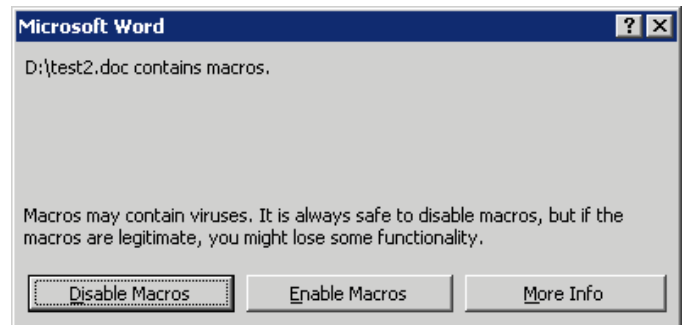 Microsoft Word
D:\test2.doc contains macros.
Macros may contain viruses. It is always safe to disable macros, but if the
macros are legitimate, you might lose some functionality.
Disable Macros Enable Macros More Info